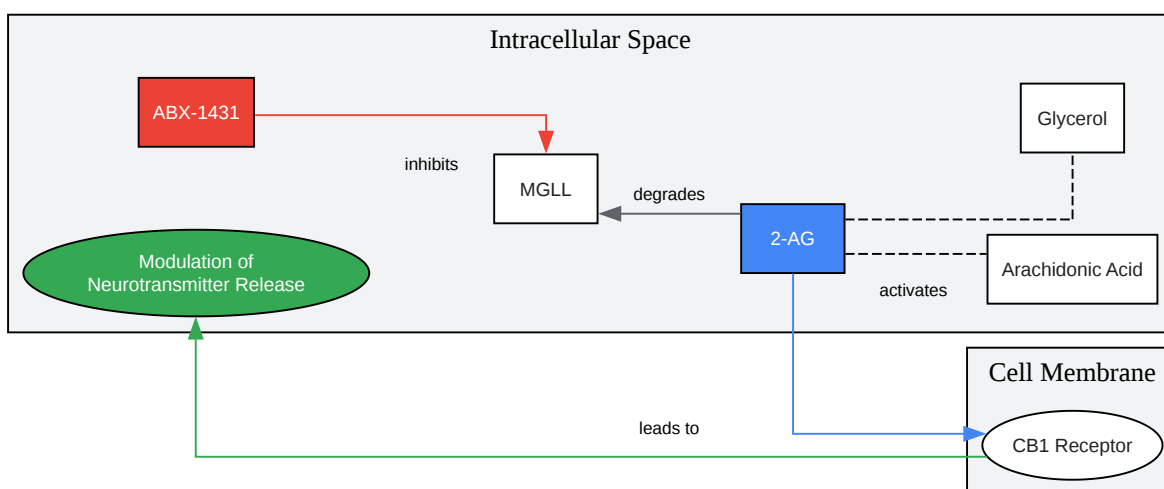 Intracellular Space
ABX-1431
Glycerol
inhibits
MGLL
degrades
2-AG
Modulation of
Neurotransmitter Release
Arachidonic Acid
activates
Cell Membrane
leads to
CB1 Receptor